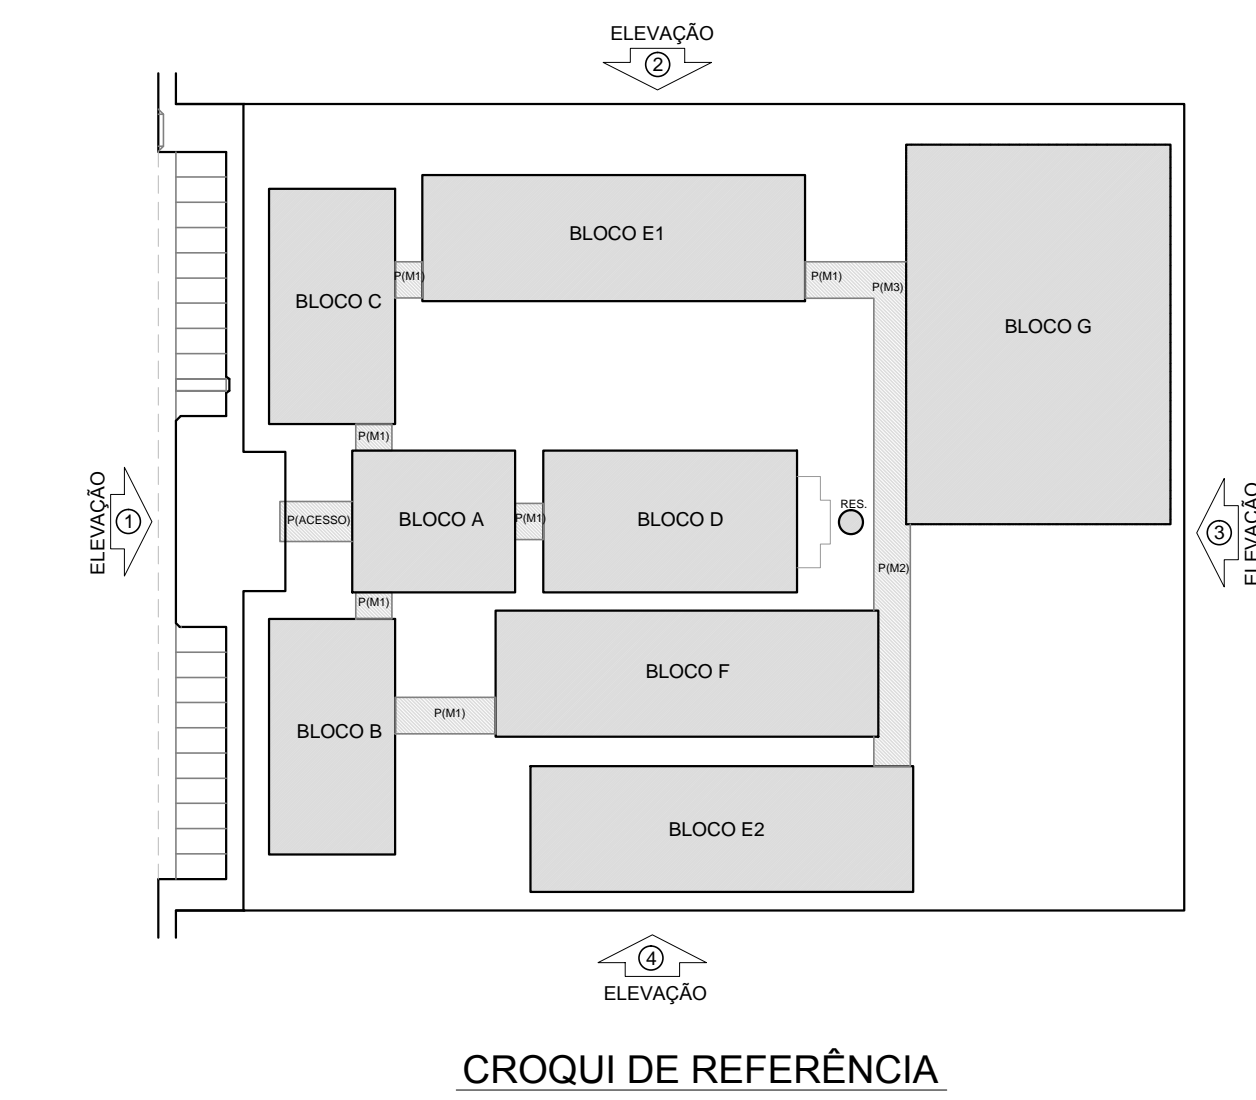 ELEVAÇÃO
2
BLOCO E1
BLOCO C
P(M1)
P(M1)
P(M3)
BLOCO G
P(M1)
ELEVAÇÃO
1
P(ACESSO)
BLOCO A
P(M1)
BLOCO D
RES.
3
ELEVAÇÃO
P(M2)
P(M1)
BLOCO F
P(M1)
BLOCO B
BLOCO E2
4
ELEVAÇÃO
CROQUI DE REFERÊNCIA